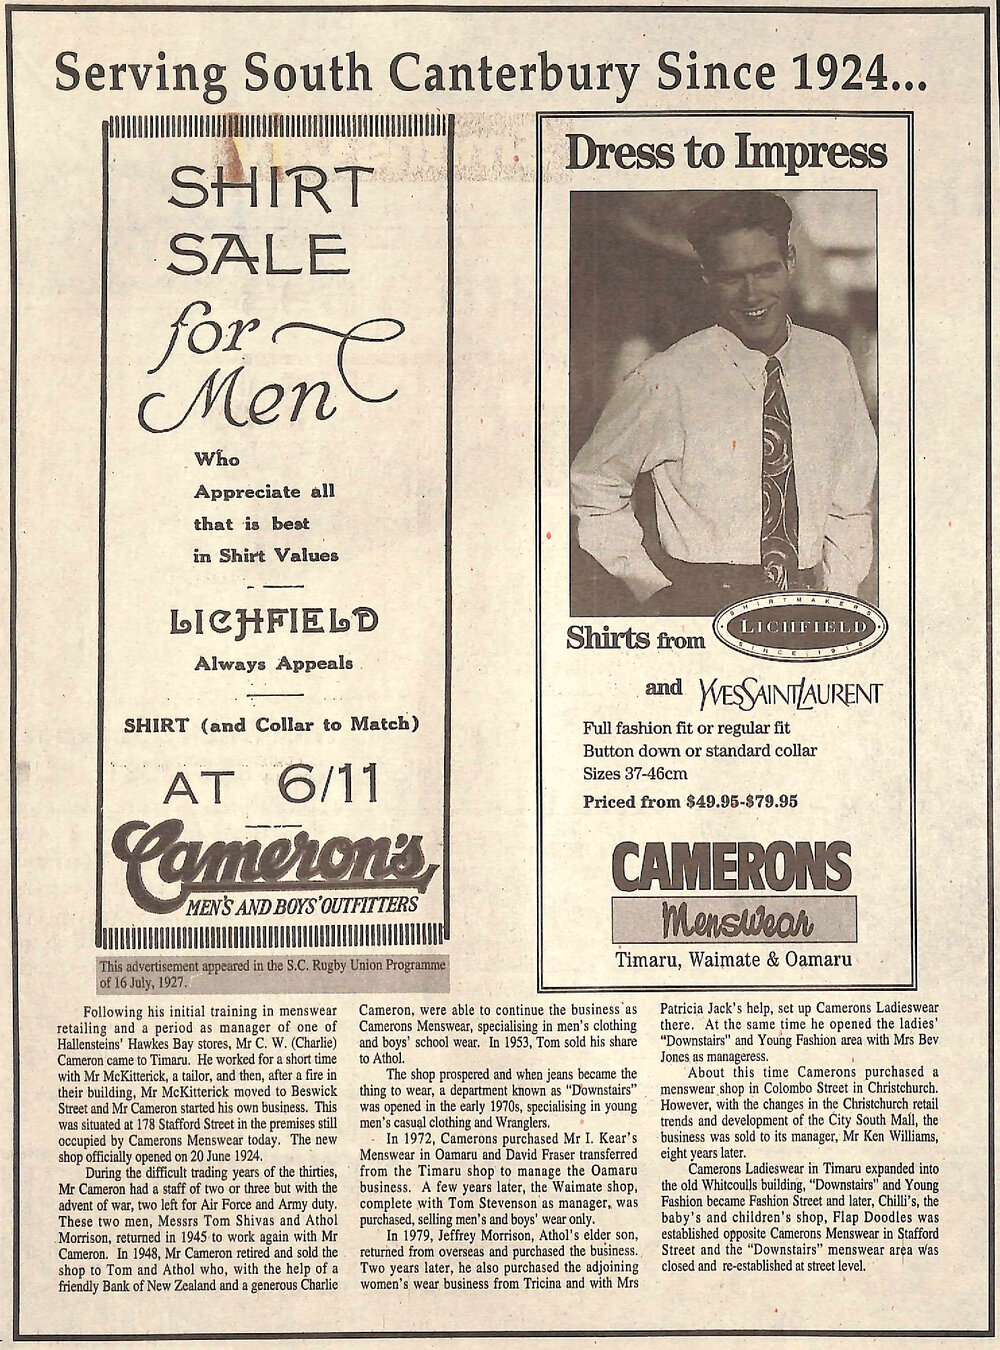 Serving South Canterbury Since 1924...
SHIRT
SALE
for
Men
Who
Appreciate all
that is best
in Shirt Values
LICHFIELD
Always Appeals
SHIRT (and Collar to Match)
AT 6/11
Cameron's
MEN'S AND BOYS' OUTFITTERS
This advertisement appeared in the S.C. Rugby Union Programme
of 16 July, 1927.
Dress to Impress
Shirts from
SHIRTMAKERS
LICHFIELD
SINCE 1916
and YVESSAINTLAURENT
Full fashion fit or regular fit
Button down or standard collar
Sizes 37-46cm
Priced from $49.95-$79.95
CAMERONS
Menswear
Timaru, Waimate & Oamaru
Following his initial training in menswear
retailing and a period as manager of one of
Hallensteins' Hawkes Bay stores, Mr C. W. (Charlie)
Cameron came to Timaru. He worked for a short time
with Mr McKitterick, a tailor, and then, after a fire in
their building, Mr McKitterick moved to Beswick
Street and Mr Cameron started his own business. This
was situated at 178 Stafford Street in the premises still
occupied by Camerons Menswear today. The new
shop officially opened on 20 June 1924.
During the difficult trading years of the thirties,
Mr Cameron had a staff of two or three but with the
advent of war, two left for Air Force and Army duty.
These two men, Messrs Tom Shivas and Athol
Morrison, returned in 1945 to work again with Mr
Cameron. In 1948, Mr Cameron retired and sold the
shop to Tom and Athol who, with the help of a
friendly Bank of New Zealand and a generous Charlie
Cameron, were able to continue the business as
Camerons Menswear, specialising in men's clothing
and boys' school wear. In 1953, Tom sold his share
to Athol.
The shop prospered and when jeans became the
thing to wear, a department known as "Downstairs"
was opened in the early 1970s, specialising in young
men's casual clothing and Wranglers.
In 1972, Camerons purchased Mr I. Kear's
Menswear in Oamaru and David Fraser transferred
from the Timaru shop to manage the Oamaru
business. A few years later, the Waimate shop,
complete with Tom Stevenson as manager, was
purchased, selling men's and boys' wear only.
In 1979, Jeffrey Morrison, Athol's elder son,
returned from overseas and purchased the business.
Two years later, he also purchased the adjoining
women's wear business from Tricina and with Mrs
Patricia Jack's help, set up Camerons Ladieswear
there. At the same time he opened the ladies'
"Downstairs" and Young Fashion area with Mrs Bev
Jones as manageress.
About this time Camerons purchased a
menswear shop in Colombo Street in Christchurch.
However, with the changes in the Christchurch retail
trends and development of the City South Mall, the
business was sold to its manager, Mr Ken Williams,
eight years later.
Camerons Ladieswear in Timaru expanded into
the old Whitcoulls building, "Downstairs" and Young
Fashion became Fashion Street and later, Chilli's, the
baby's and children's shop, Flap Doodles was
established opposite Camerons Menswear in Stafford
Street and the "Downstairs" menswear area was
closed and re-established at street level.